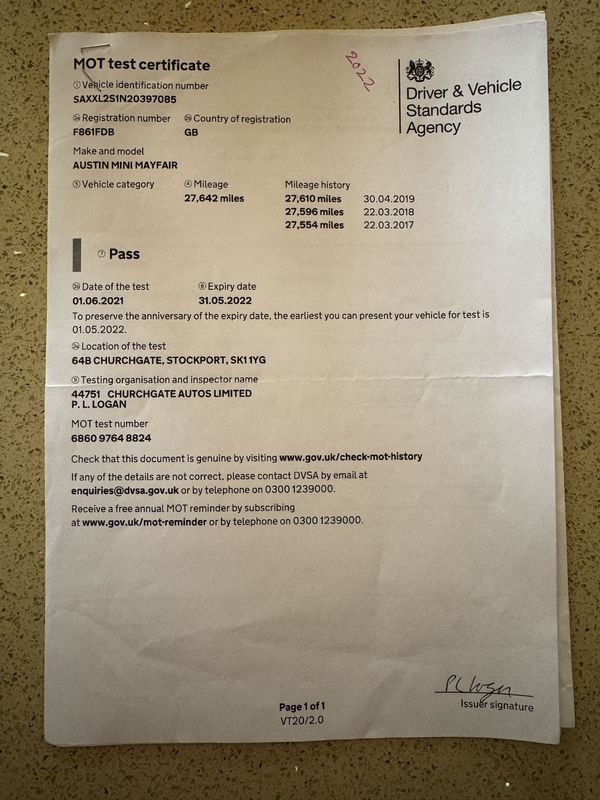 MOT test certificate
2022
① Vehicle identification number
SAXXL2S1N20397085
Driver & Vehicle
Standards
Agency
Registration number Country of registration
F861FDB GB
Make and model
AUSTIN MINI MAYFAIR
⑤ Vehicle category ④ Mileage Mileage history
27,642 miles 27,610 miles 30.04.2019
27,596 miles 22.03.2018
27,554 miles 22.03.2017
⑦ Pass
Date of the test ⑧ Expiry date
01.06.2021 31.05.2022
To preserve the anniversary of the expiry date, the earliest you can present your vehicle for test is
01.05.2022.
Location of the test
64B CHURCHGATE, STOCKPORT, SK1 1YG
⑨ Testing organisation and inspector name
44751 CHURCHGATE AUTOS LIMITED
P. L. LOGAN
MOT test number
6860 9764 8824
Check that this document is genuine by visiting www.gov.uk/check-mot-history
If any of the details are not correct, please contact DVSA by email at
enquiries@dvsa.gov.uk or by telephone on 0300 1239000.
Receive a free annual MOT reminder by subscribing
at www.gov.uk/mot-reminder or by telephone on 0300 1239000.
P L Logan
Issuer signature
Page 1 of 1
VT20/2.0